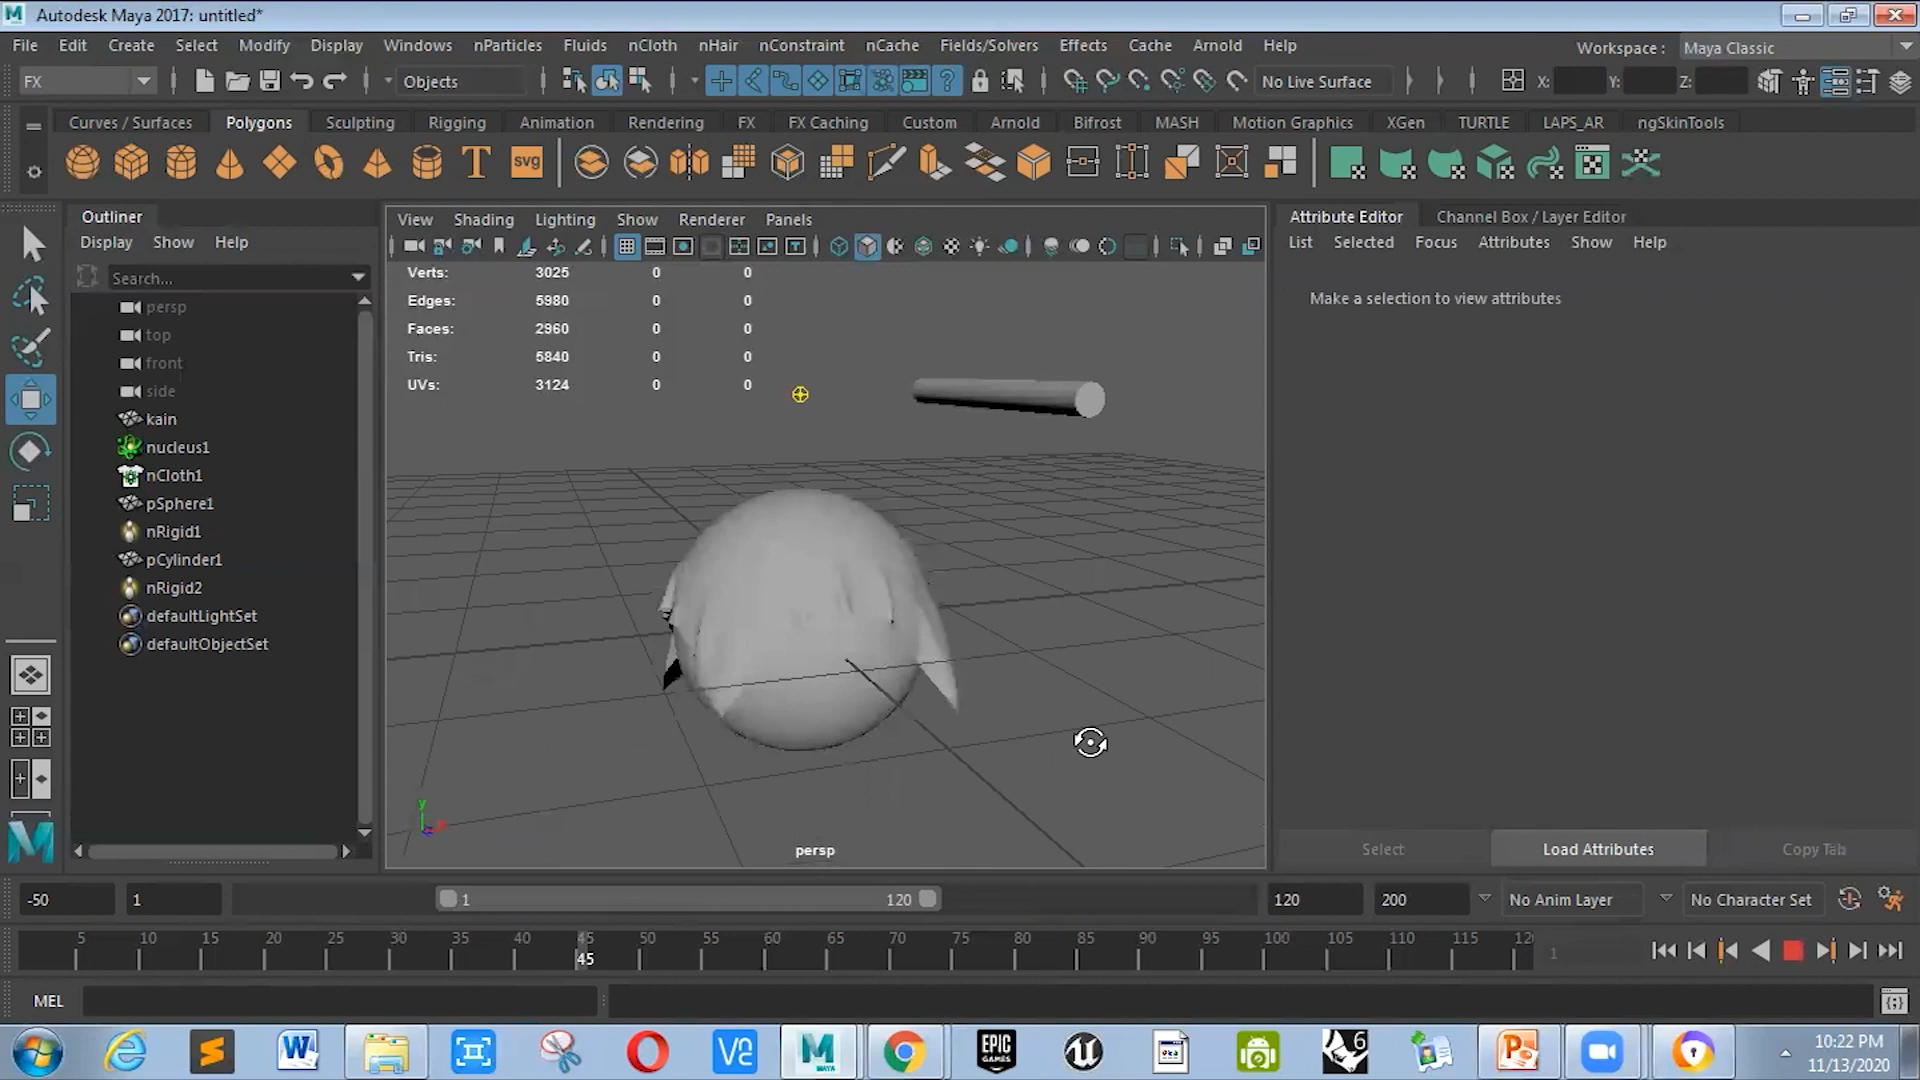 Autodesk Maya 2017: untitled*
File Edit Create Select Modify Display Windows nParticles Fluids nCloth nHair nConstraint nCache Fields/Solvers Effects Cache Arnold Help Workspace : Maya Classic
FX Objects No Live Surface X: Y: Z:
Curves / Surfaces Polygons Sculpting Rigging Animation Rendering FX FX Caching Custom Arnold Bifrost MASH Motion Graphics XGen TURTLE LAPS_AR ngSkinTools
T svg
Outliner
Display Show Help
Search...
persp
top
front
side
kain
nucleus1
nCloth1
pSphere1
nRigid1
pCylinder1
nRigid2
defaultLightSet
defaultObjectSet
View Shading Lighting Show Renderer Panels
Verts: 3025 0 0
Edges: 5980 0 0
Faces: 2960 0 0
Tris: 5840 0 0
UVs: 3124 0 0
y
persp
Attribute Editor Channel Box / Layer Editor
List Selected Focus Attributes Show Help
Make a selection to view attributes
Select Load Attributes Copy Tab
-50 1 1 120 120 200 No Anim Layer No Character Set
5 10 15 20 25 30 35 40 45 50 55 60 65 70 75 80 85 90 95 100 105 110 115 12
45 1
MEL
EPIC GAMES
6
10:22 PM
11/13/2020